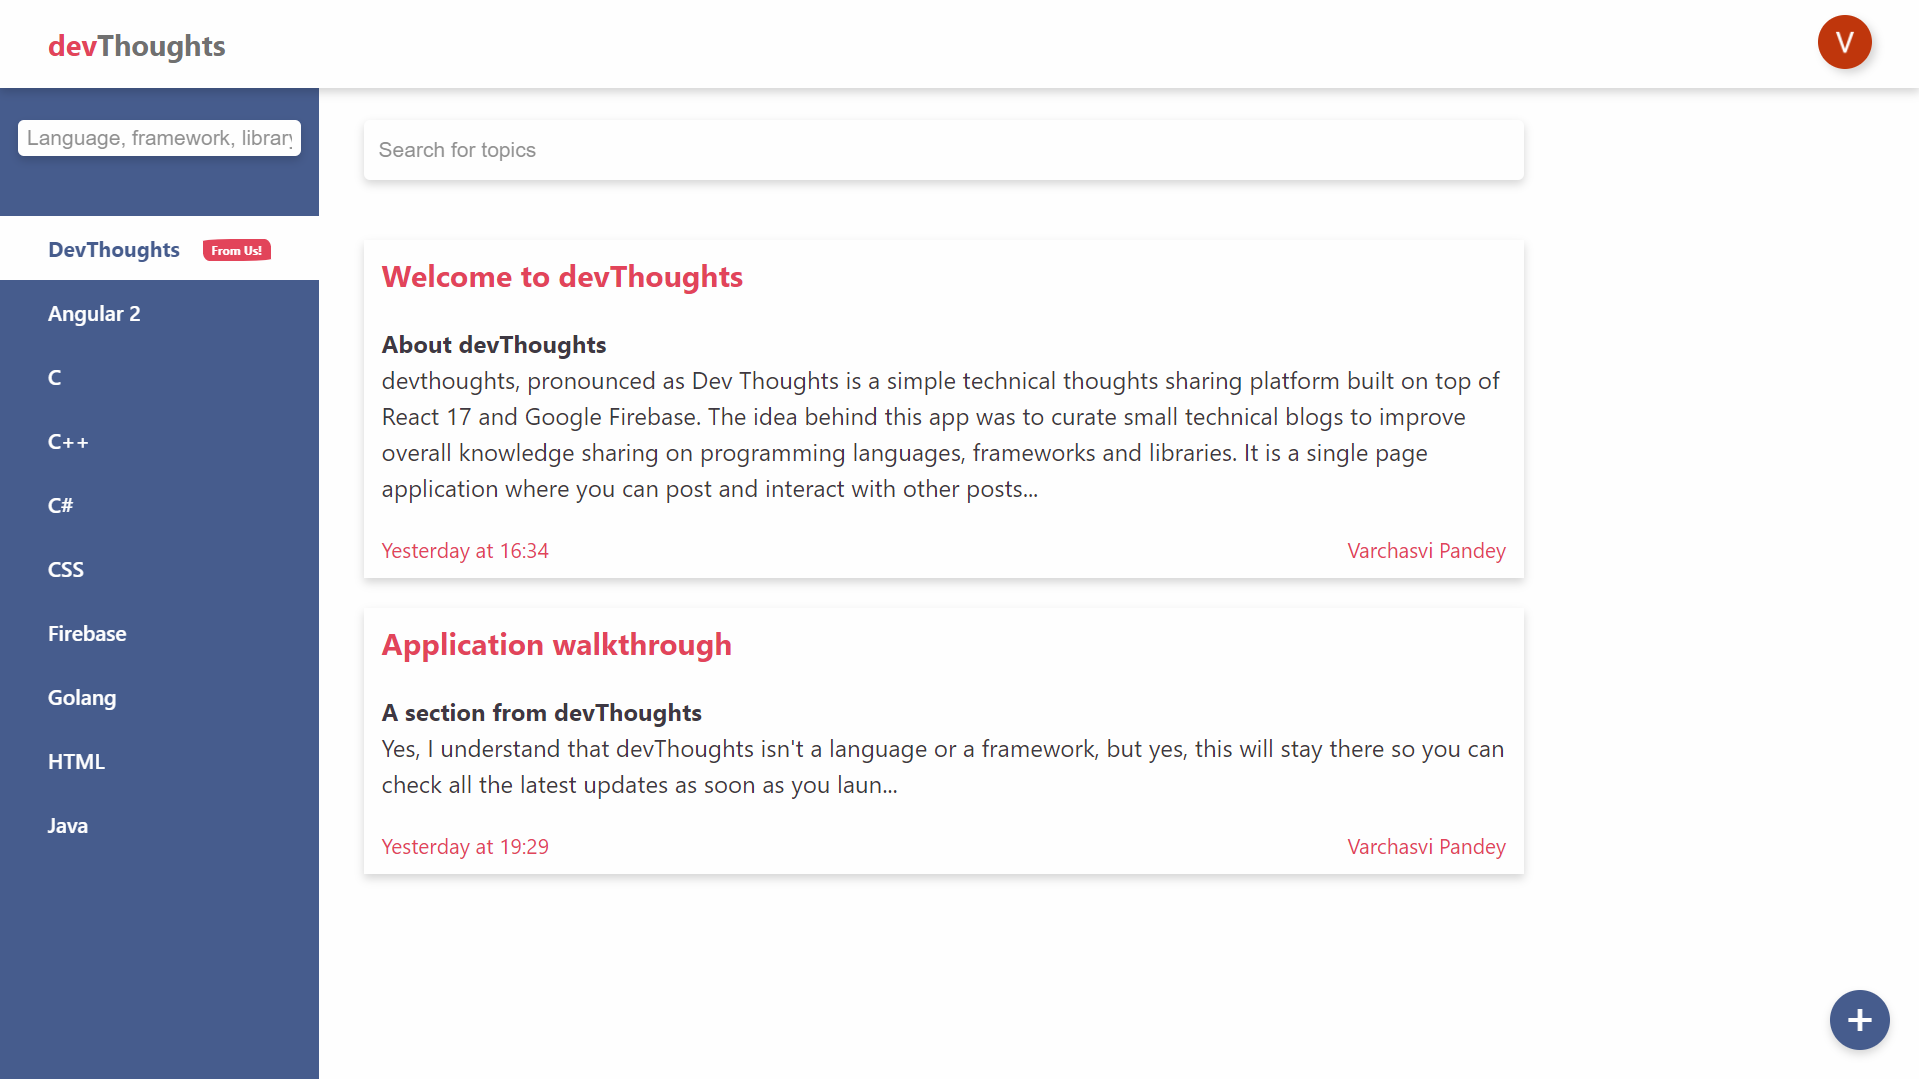 devThoughts
V
Language, framework, library
DevThoughts
From Us!
Angular 2
C
C++
C#
CSS
Firebase
Golang
HTML
Java
Search for topics
Welcome to devThoughts
About devThoughts
devthoughts, pronounced as Dev Thoughts is a simple technical thoughts sharing platform built on top of
React 17 and Google Firebase. The idea behind this app was to curate small technical blogs to improve
overall knowledge sharing on programming languages, frameworks and libraries. It is a single page
application where you can post and interact with other posts...
Yesterday at 16:34
Varchasvi Pandey
Application walkthrough
A section from devThoughts
Yes, I understand that devThoughts isn't a language or a framework, but yes, this will stay there so you can
check all the latest updates as soon as you laun...
Yesterday at 19:29
Varchasvi Pandey
+